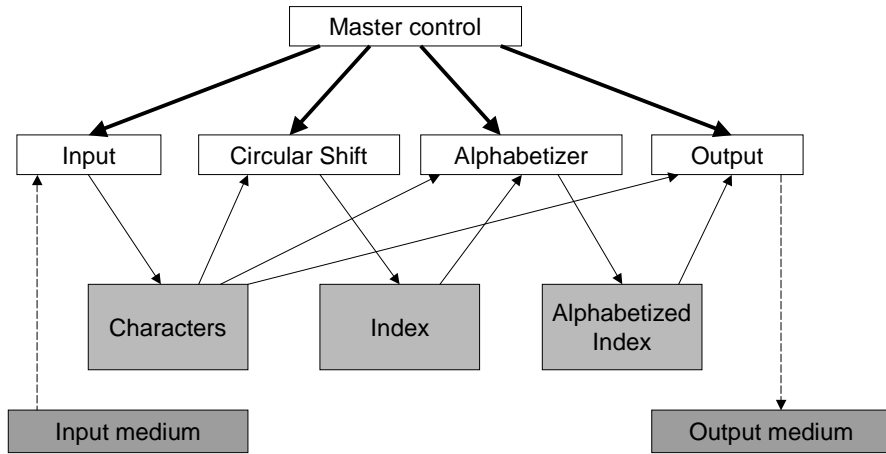 Master control
Input
Circular Shift
Alphabetizer
Output
Characters
Index
Alphabetized
Index
Input medium
Output medium